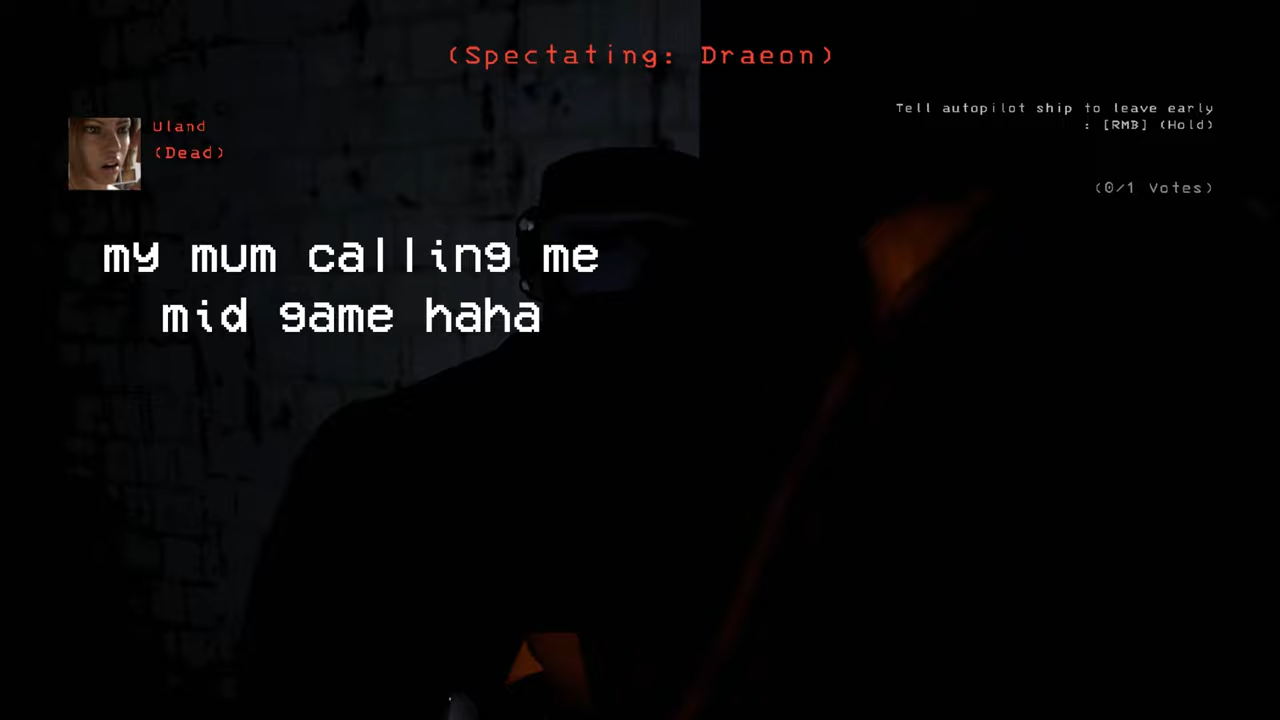 (Spectating: Draeon)
Tell autopilot ship to leave early
: [RMB] (Hold)
(0/1 Votes)
Uland
(Dead)
my mum calling me
mid game haha